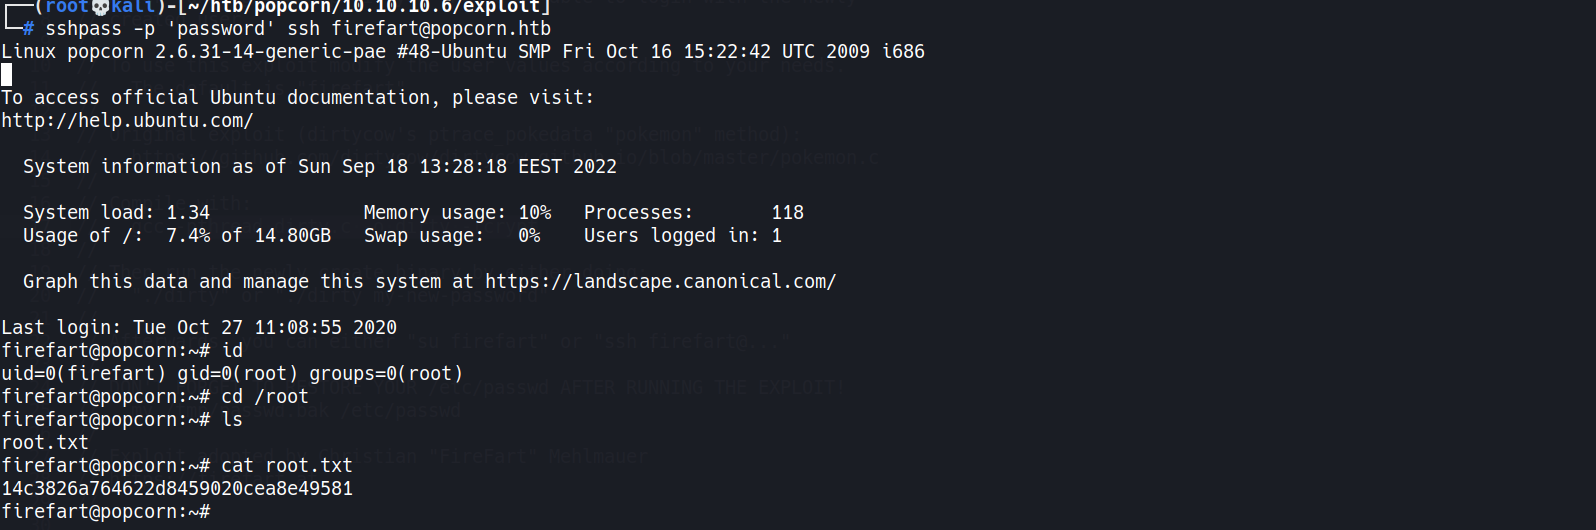 (root💀kali)-[~/htb/popcorn/10.10.10.6/exploit]
# sshpass -p 'password' ssh firefart@popcorn.htb
Linux popcorn 2.6.31-14-generic-pae #48-Ubuntu SMP Fri Oct 16 15:22:42 UTC 2009 i686
To access official Ubuntu documentation, please visit:
http://help.ubuntu.com/
System information as of Sun Sep 18 13:28:18 EEST 2022
System load: 1.34 Memory usage: 10% Processes: 118
Usage of /: 7.4% of 14.80GB Swap usage: 0% Users logged in: 1
Graph this data and manage this system at https://landscape.canonical.com/
Last login: Tue Oct 27 11:08:55 2020
firefart@popcorn:~# id
uid=0(firefart) gid=0(root) groups=0(root)
firefart@popcorn:~# cd /root
firefart@popcorn:~# ls
root.txt
firefart@popcorn:~# cat root.txt
14c3826a764622d8459020cea8e49581
firefart@popcorn:~#